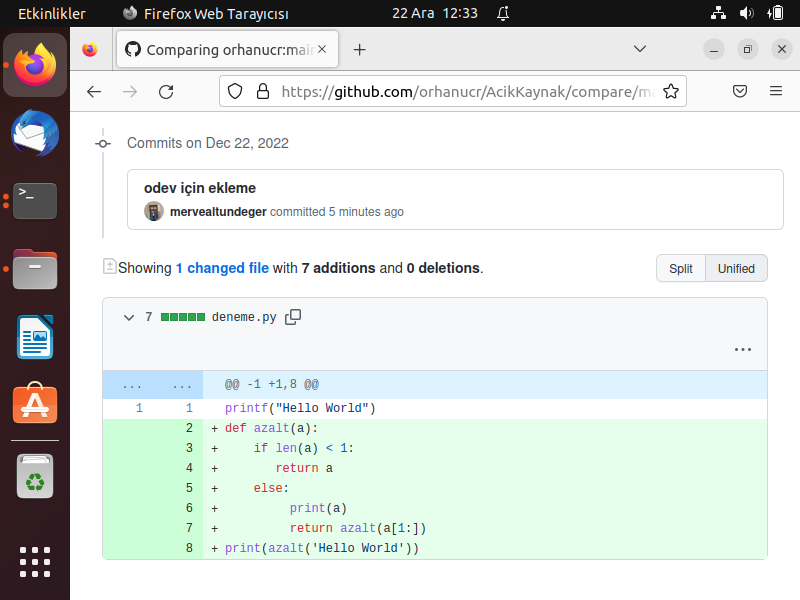 Etkinlikler Firefox Web Tarayıcısı 22 Ara 12:33
Comparing orhanucr:mai
https://github.com/orhanucr/AcikKaynak/compare/m
Commits on Dec 22, 2022
odev için ekleme
mervealtundeger committed 5 minutes ago
Showing 1 changed file with 7 additions and 0 deletions.
Split Unified
7 deneme.py
... ... @@ -1 +1,8 @@
1 1 printf("Hello World")
2 + def azalt(a):
3 + if len(a) < 1:
4 + return a
5 + else:
6 + print(a)
7 + return azalt(a[1:])
8 + print(azalt('Hello World'))